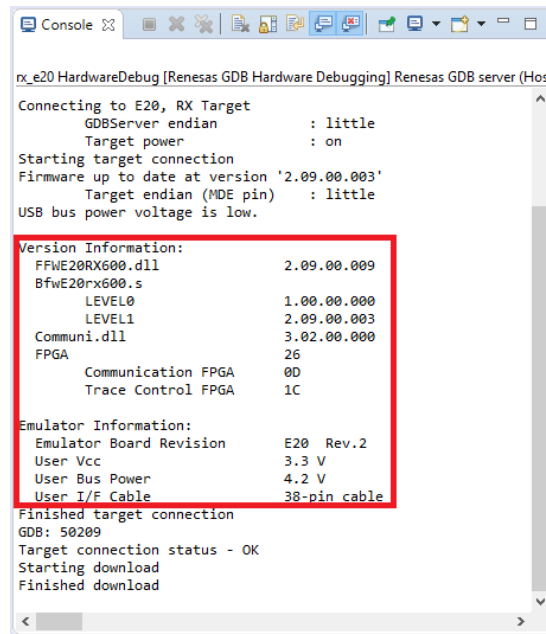 Console
rx_e20 HardwareDebug [Renesas GDB Hardware Debugging] Renesas GDB server (Hos
Connecting to E20, RX Target
GDBServer endian : little
Target power : on
Starting target connection
Firmware up to date at version '2.09.00.003'
Target endian (MDE pin) : little
USB bus power voltage is low.
Version Information:
FFWE20RX600.dll 2.09.00.009
BfwE20rx600.s
LEVEL0 1.00.00.000
LEVEL1 2.09.00.003
Communi.dll 3.02.00.000
FPGA 26
Communication FPGA 0D
Trace Control FPGA 1C
Emulator Information:
Emulator Board Revision E20 Rev.2
User Vcc 3.3 V
User Bus Power 4.2 V
User I/F Cable 38-pin cable
Finished target connection
GDB: 50209
Target connection status - OK
Starting download
Finished download